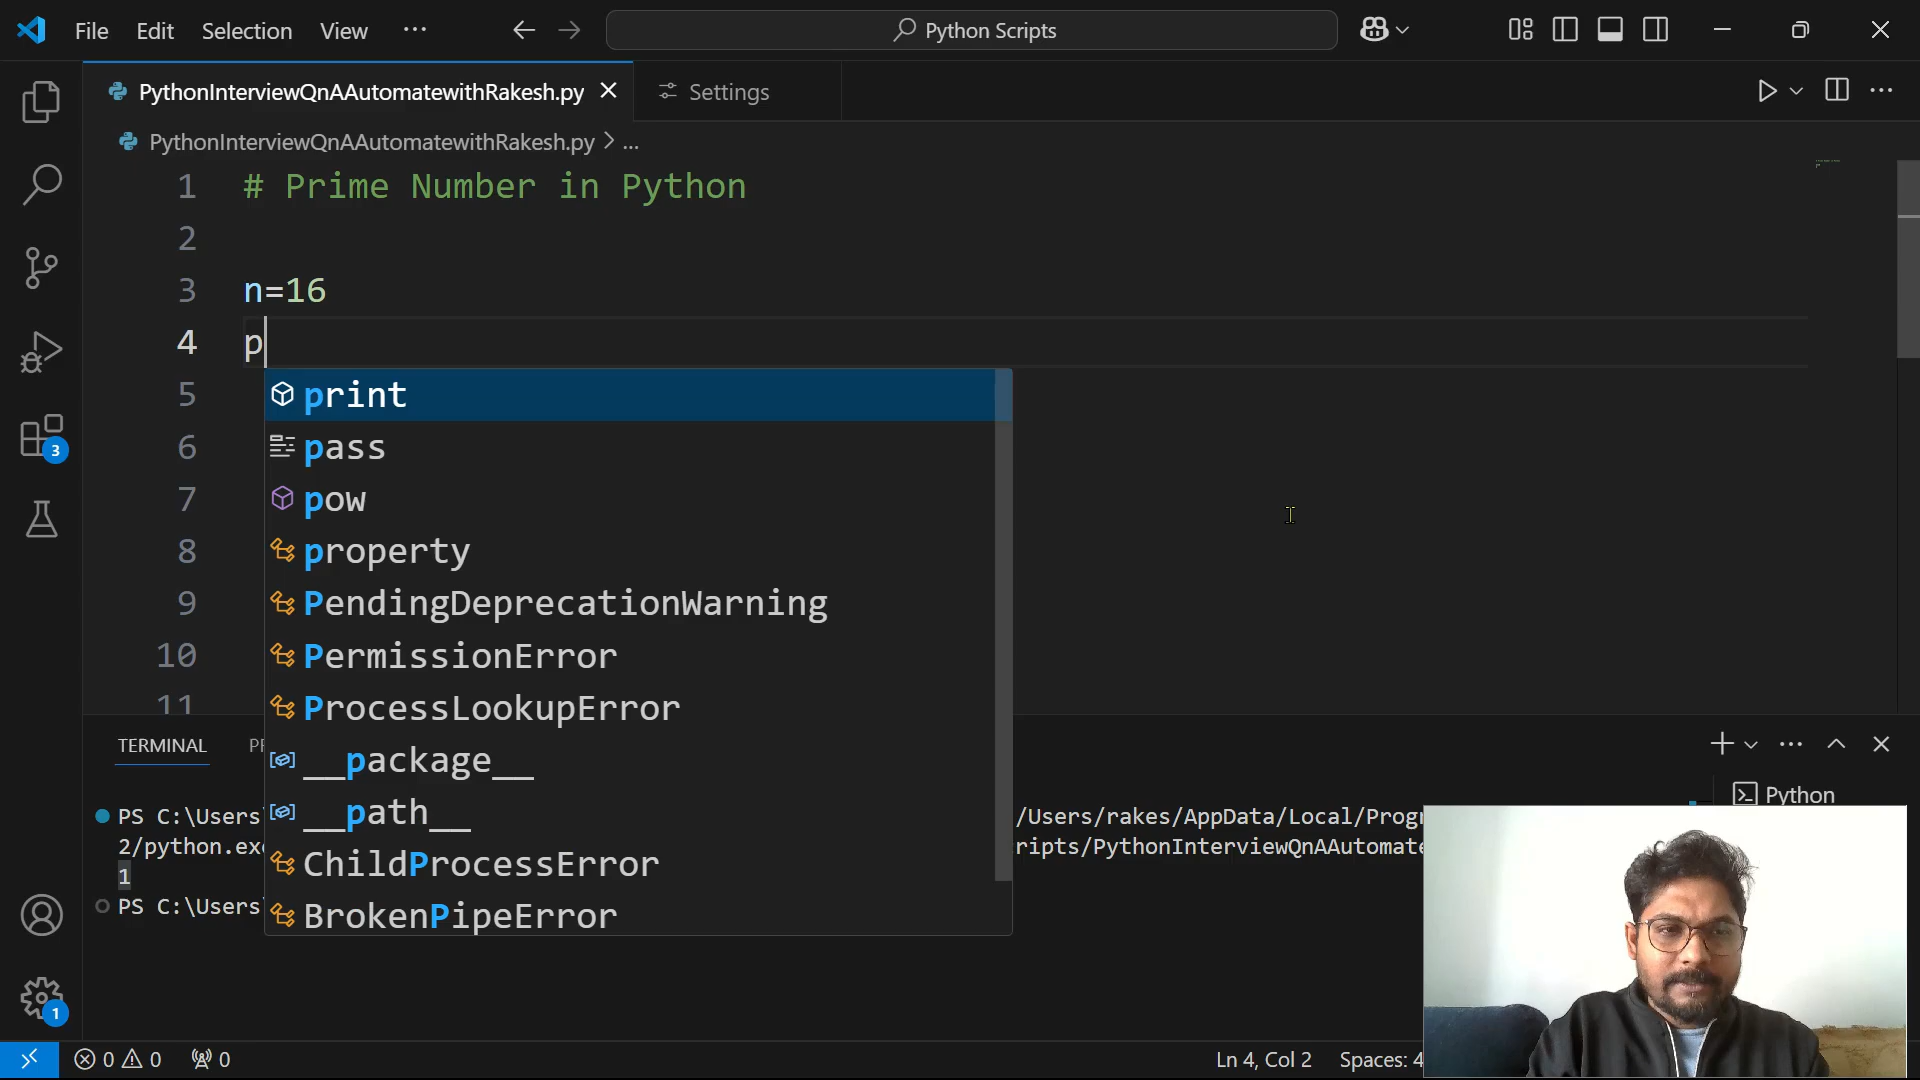 File Edit Selection View ··· Python Scripts
PythonInterviewQnAAutomatewithRakesh.py Settings
PythonInterviewQnAAutomatewithRakesh.py > ...
1 # Prime Number in Python
2
3 n=16
4 p
5 print
6 pass
7 pow
8 property
9 PendingDeprecationWarning
10 PermissionError
11 ProcessLookupError
__package__
__path__
ChildProcessError
BrokenPipeError
3
TERMINAL
Python
PS C:\Users /Users/rakes/AppData/Local/Prog
2/python.ex ripts/PythonInterviewQnAAutomate
1
PS C:\Users
1
0 0 0 Ln 4, Col 2 Spaces: 4